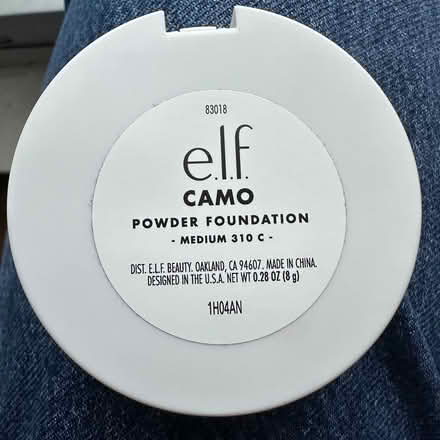 83018
e.l.f.
CAMO
POWDER FOUNDATION
- MEDIUM 310 C -
DIST. E.L.F. BEAUTY. OAKLAND, CA 94607. MADE IN CHINA.
DESIGNED IN THE U.S.A. NET WT 0.28 OZ (8 g)
1H04AN